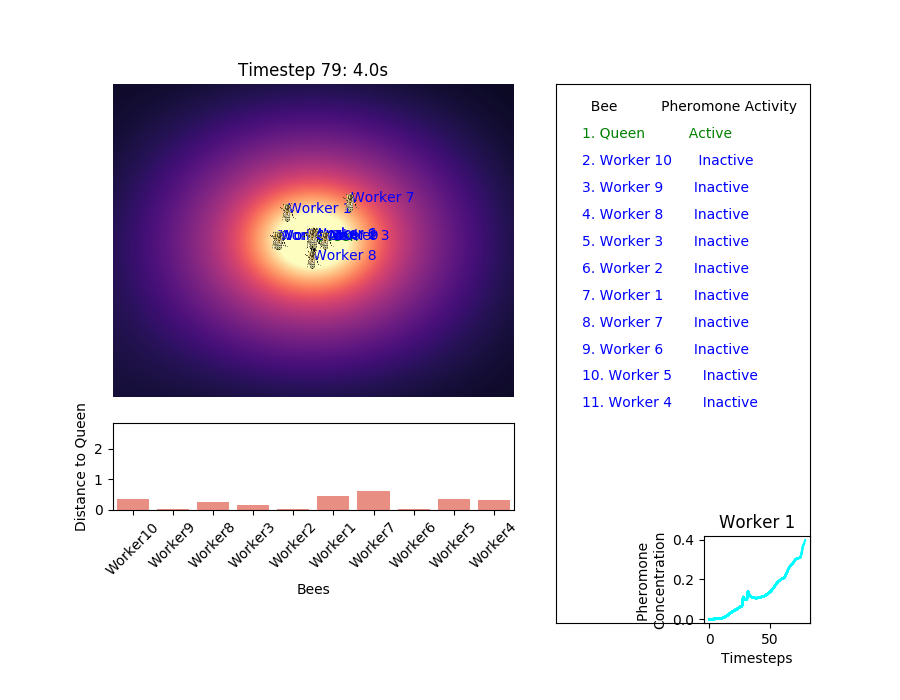 Timestep 79: 4.0s
Worker 7
Worker 1
Worker 8
Distance to Queen
2
1
0
Worker10
Worker9
Worker8
Worker3
Worker2
Worker1
Worker7
Worker6
Worker5
Worker4
Bees
Bee Pheromone Activity
1. Queen Active
2. Worker 10 Inactive
3. Worker 9 Inactive
4. Worker 8 Inactive
5. Worker 3 Inactive
6. Worker 2 Inactive
7. Worker 1 Inactive
8. Worker 7 Inactive
9. Worker 6 Inactive
10. Worker 5 Inactive
11. Worker 4 Inactive
Worker 1
Pheromone
Concentration
0.4
0.2
0.0
0 50
Timesteps